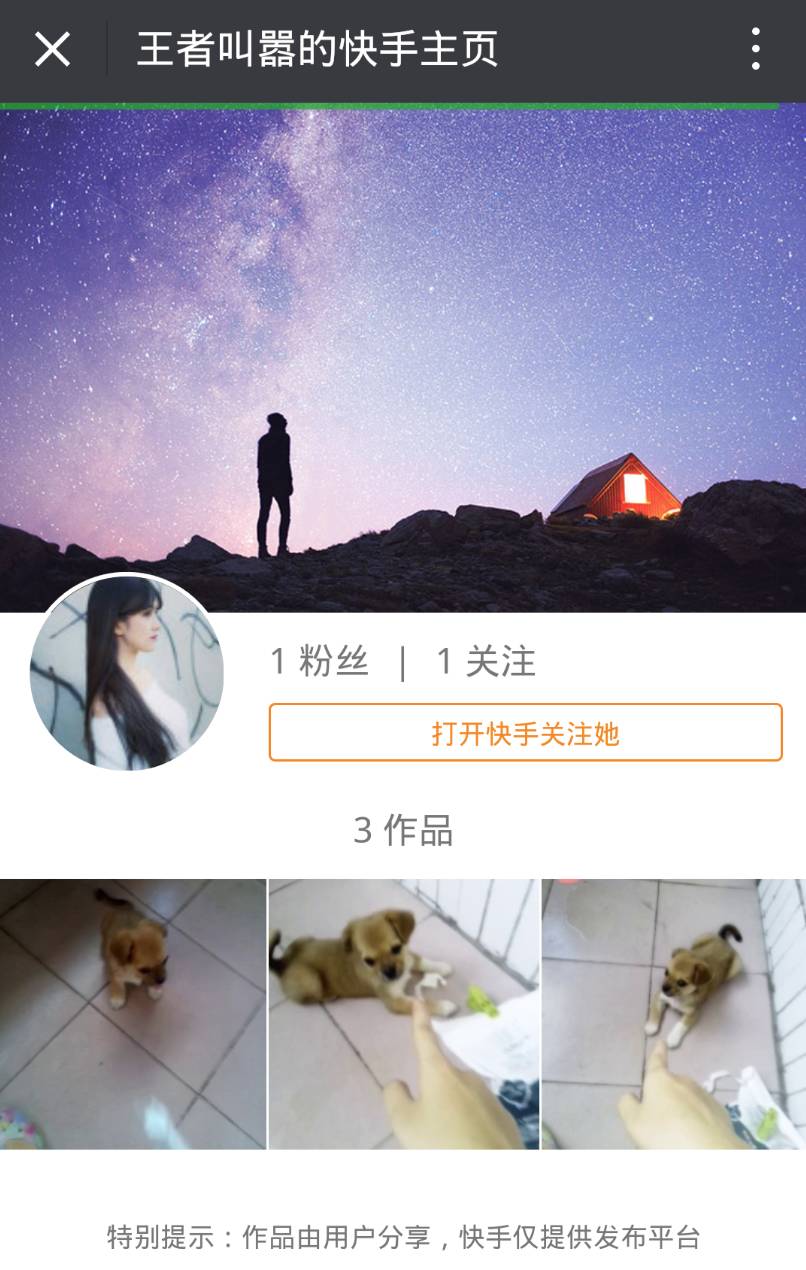 王者叫嚣的快手主页
1 粉丝 | 1 关注
打开快手关注她
3 作品
特别提示：作品由用户分享，快手仅提供发布平台